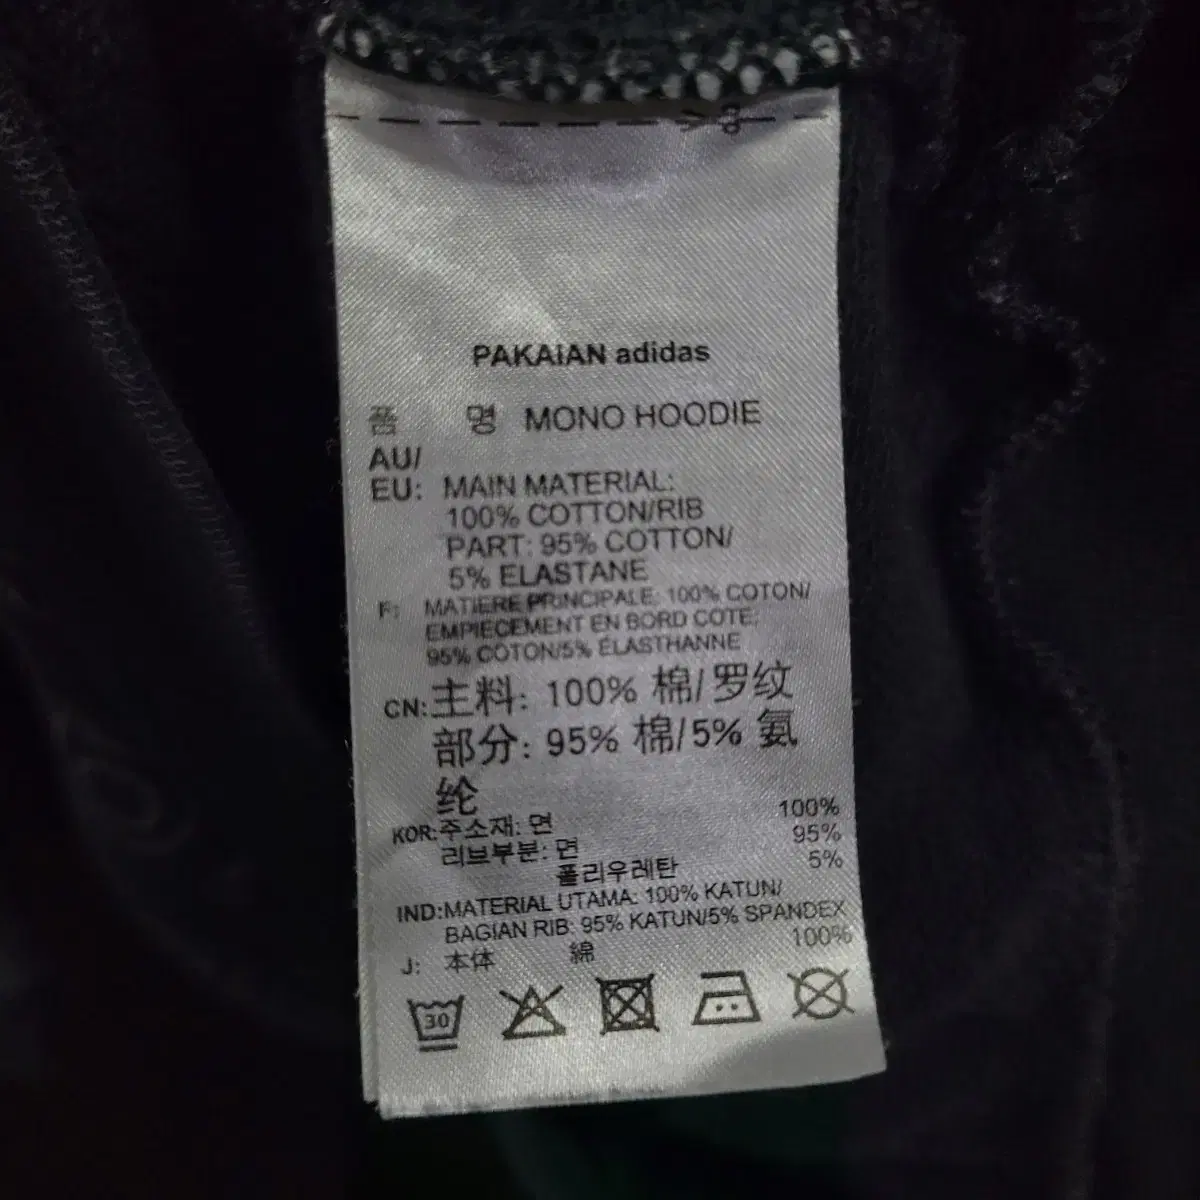 PAKAIAN adidas
품 명 MONO HOODIE
AU/
EU: MAIN MATERIAL:
100% COTTON/RIB
PART: 95% COTTON/
5% ELASTANE
F: MATIERE PRINCIPALE: 100% COTON/
EMPIECEMENT EN BORD COTE:
95% COTON/5% ÉLASTHANNE
CN:主料: 100% 棉/罗纹
部分: 95% 棉/5% 氨
纶
KOR:주소재: 면 100%
리브부분: 면 95%
폴리우레탄 5%
IND:MATERIAL UTAMA: 100% KATUN/
BAGIAN RIB: 95% KATUN/5% SPANDEX
J: 本体 綿 100%
30